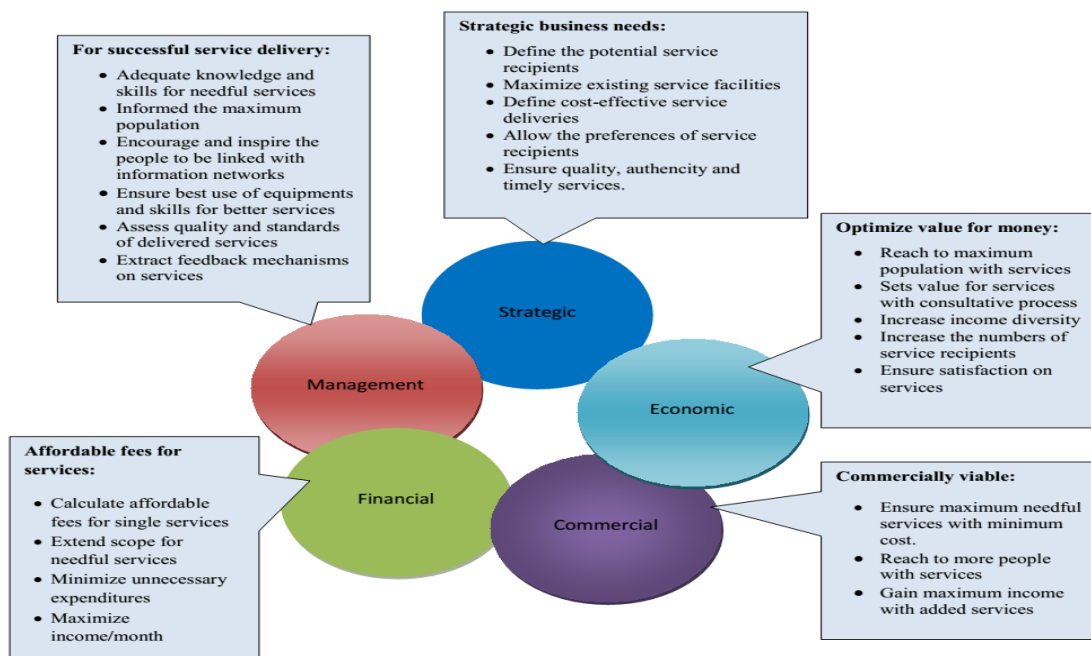 For successful service delivery:
• Adequate knowledge and
skills for needful services
• Informed the maximum
population
• Encourage and inspire the
people to be linked with
information networks
• Ensure best use of equipments
and skills for better services
• Assess quality and standards
of delivered services
• Extract feedback mechanisms
on services
Strategic business needs:
• Define the potential service
recipients
• Maximize existing service facilities
• Define cost-effective service
deliveries
• Allow the preferences of service
recipients
• Ensure quality, authencity and
timely services.
Optimize value for money:
• Reach to maximum
population with services
• Sets value for services
with consultative process
• Increase income diversity
• Increase the numbers of
service recipients
• Ensure satisfaction on
services
Strategic
Management
Economic
Financial
Commercial
Affordable fees for
services:
• Calculate affordable
fees for single services
• Extend scope for
needful services
• Minimize unnecessary
expenditures
• Maximize
income/month
Commercially viable:
• Ensure maximum needful
services with minimum
cost.
• Reach to more people
with services
• Gain maximum income
with added services